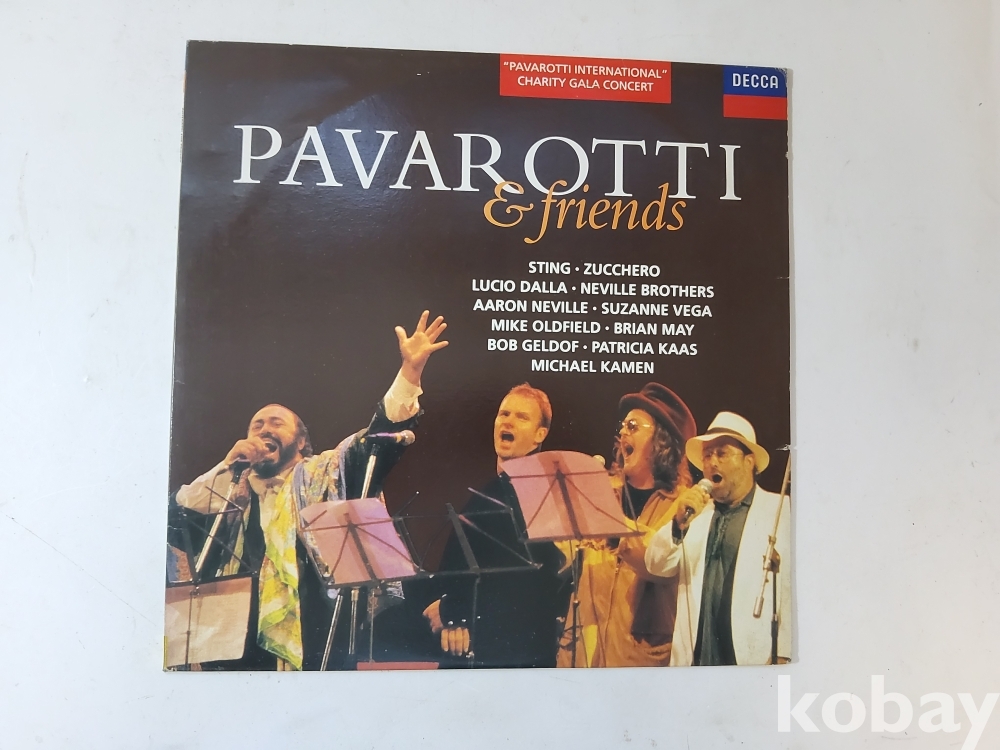 "PAVAROTTI INTERNATIONAL"
CHARITY GALA CONCERT
DECCA
PAVAROTTI
& friends
STING · ZUCCHERO
LUCIO DALLA · NEVILLE BROTHERS
AARON NEVILLE · SUZANNE VEGA
MIKE OLDFIELD · BRIAN MAY
BOB GELDOF · PATRICIA KAAS
MICHAEL KAMEN
kobay